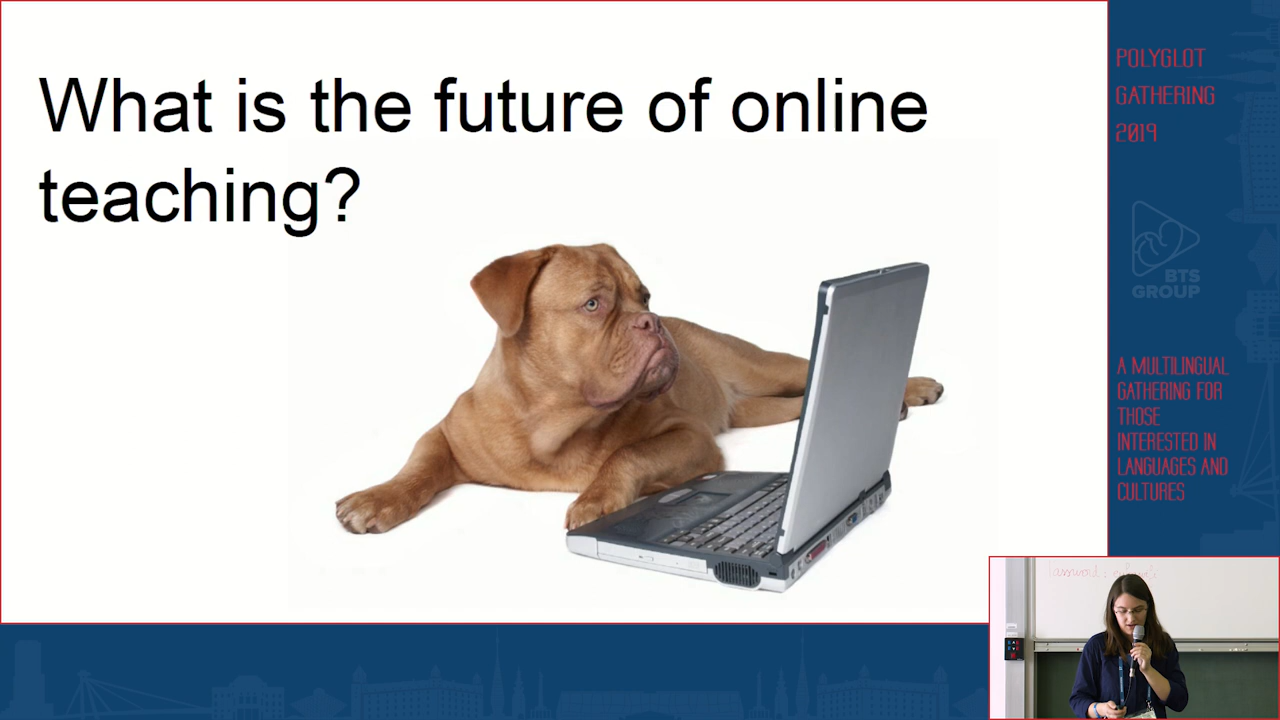 What is the future of online
teaching?
POLYGLOT
GATHERING
2019
BTS
GROUP
A MULTILINGUAL
GATHERING FOR
THOSE
INTERESTED IN
LANGUAGES AND
CULTURES